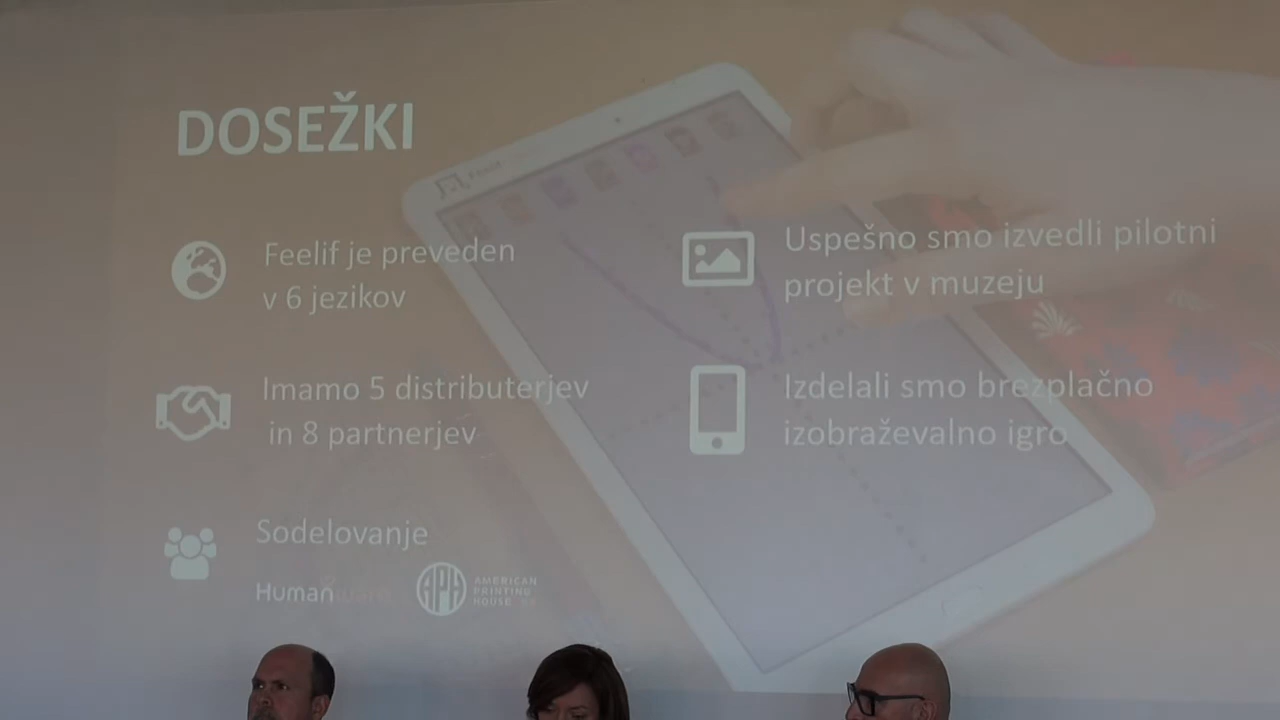 DOSEŽKI
Feelif je preveden
v 6 jezikov
Imamo 5 distributerjev
in 8 partnerjev
Sodelovanje
Humanware
APH
AMERICAN
PRINTING
HOUSE
Uspešno smo izvedli pilotni
projekt v muzeju
Izdelali smo brezplačno
izobraževalno igro